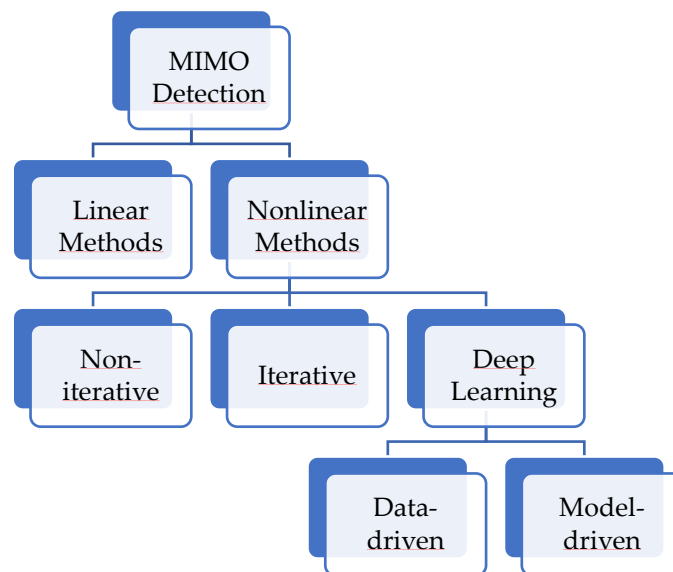 MIMO
Detection
Linear
Methods
Nonlinear
Methods
Non-
iterative
Iterative
Deep
Learning
Data-
driven
Model-
driven